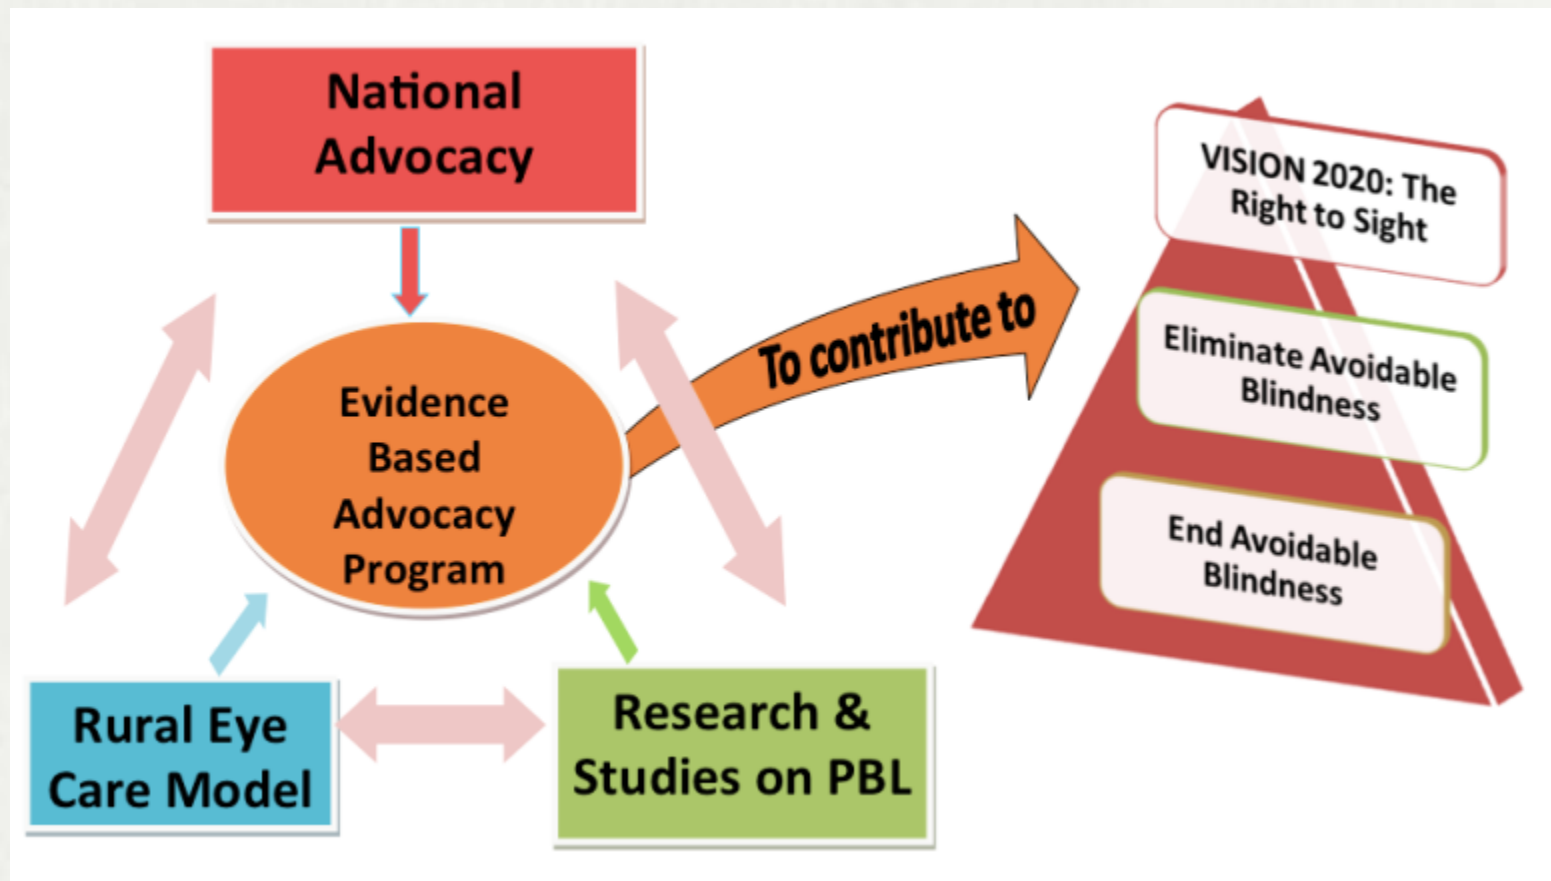 National
Advocacy
Evidence
Based
Advocacy
Program
Rural Eye
Care Model
Research &
Studies on PBL
To contribute to
VISION 2020: The
Right to Sight
Eliminate Avoidable
Blindness
End Avoidable
Blindness